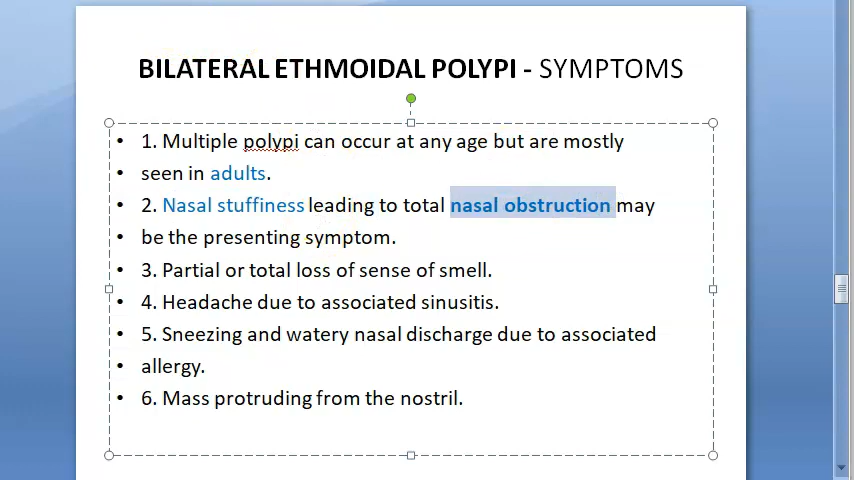 BILATERAL ETHMOIDAL POLYPI - SYMPTOMS
• 1. Multiple polypi can occur at any age but are mostly
• seen in adults.
• 2. Nasal stuffiness leading to total nasal obstruction may
• be the presenting symptom.
• 3. Partial or total loss of sense of smell.
• 4. Headache due to associated sinusitis.
• 5. Sneezing and watery nasal discharge due to associated
• allergy.
• 6. Mass protruding from the nostril.